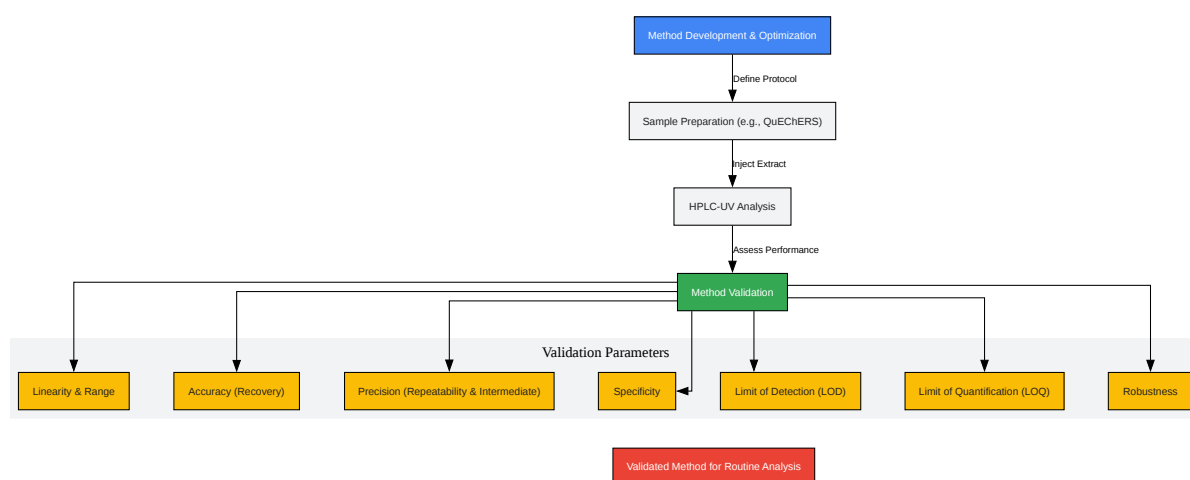 Method Development & Optimization
Define Protocol
Sample Preparation (e.g., QuEChERS)
Inject Extract
HPLC-UV Analysis
Assess Performance
Method Validation
Validation Parameters
Linearity & Range
Accuracy (Recovery)
Precision (Repeatability & Intermediate)
Specificity
Limit of Detection (LOD)
Limit of Quantification (LOQ)
Robustness
Validated Method for Routine Analysis